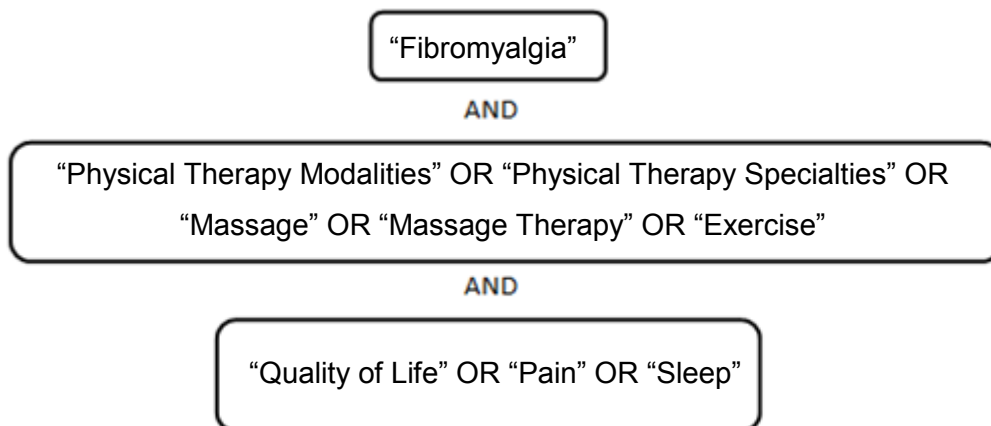 “Fibromyalgia”
AND
“Physical Therapy Modalities” OR “Physical Therapy Specialties” OR
“Massage” OR “Massage Therapy” OR “Exercise”
AND
“Quality of Life” OR “Pain” OR “Sleep”